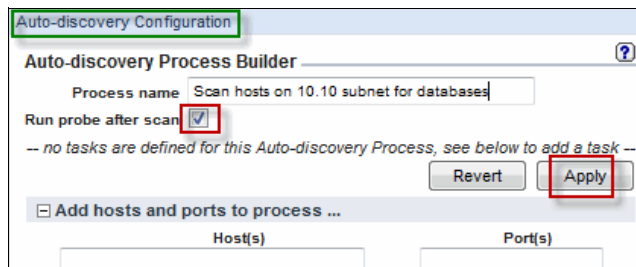 Auto-discovery Configuration
Auto-discovery Process Builder
?
Process name Scan hosts on 10.10 subnet for databases
Run probe after scan
-- no tasks are defined for this Auto-discovery Process, see below to add a task --
Revert Apply
Add hosts and ports to process ...
Host(s) Port(s)